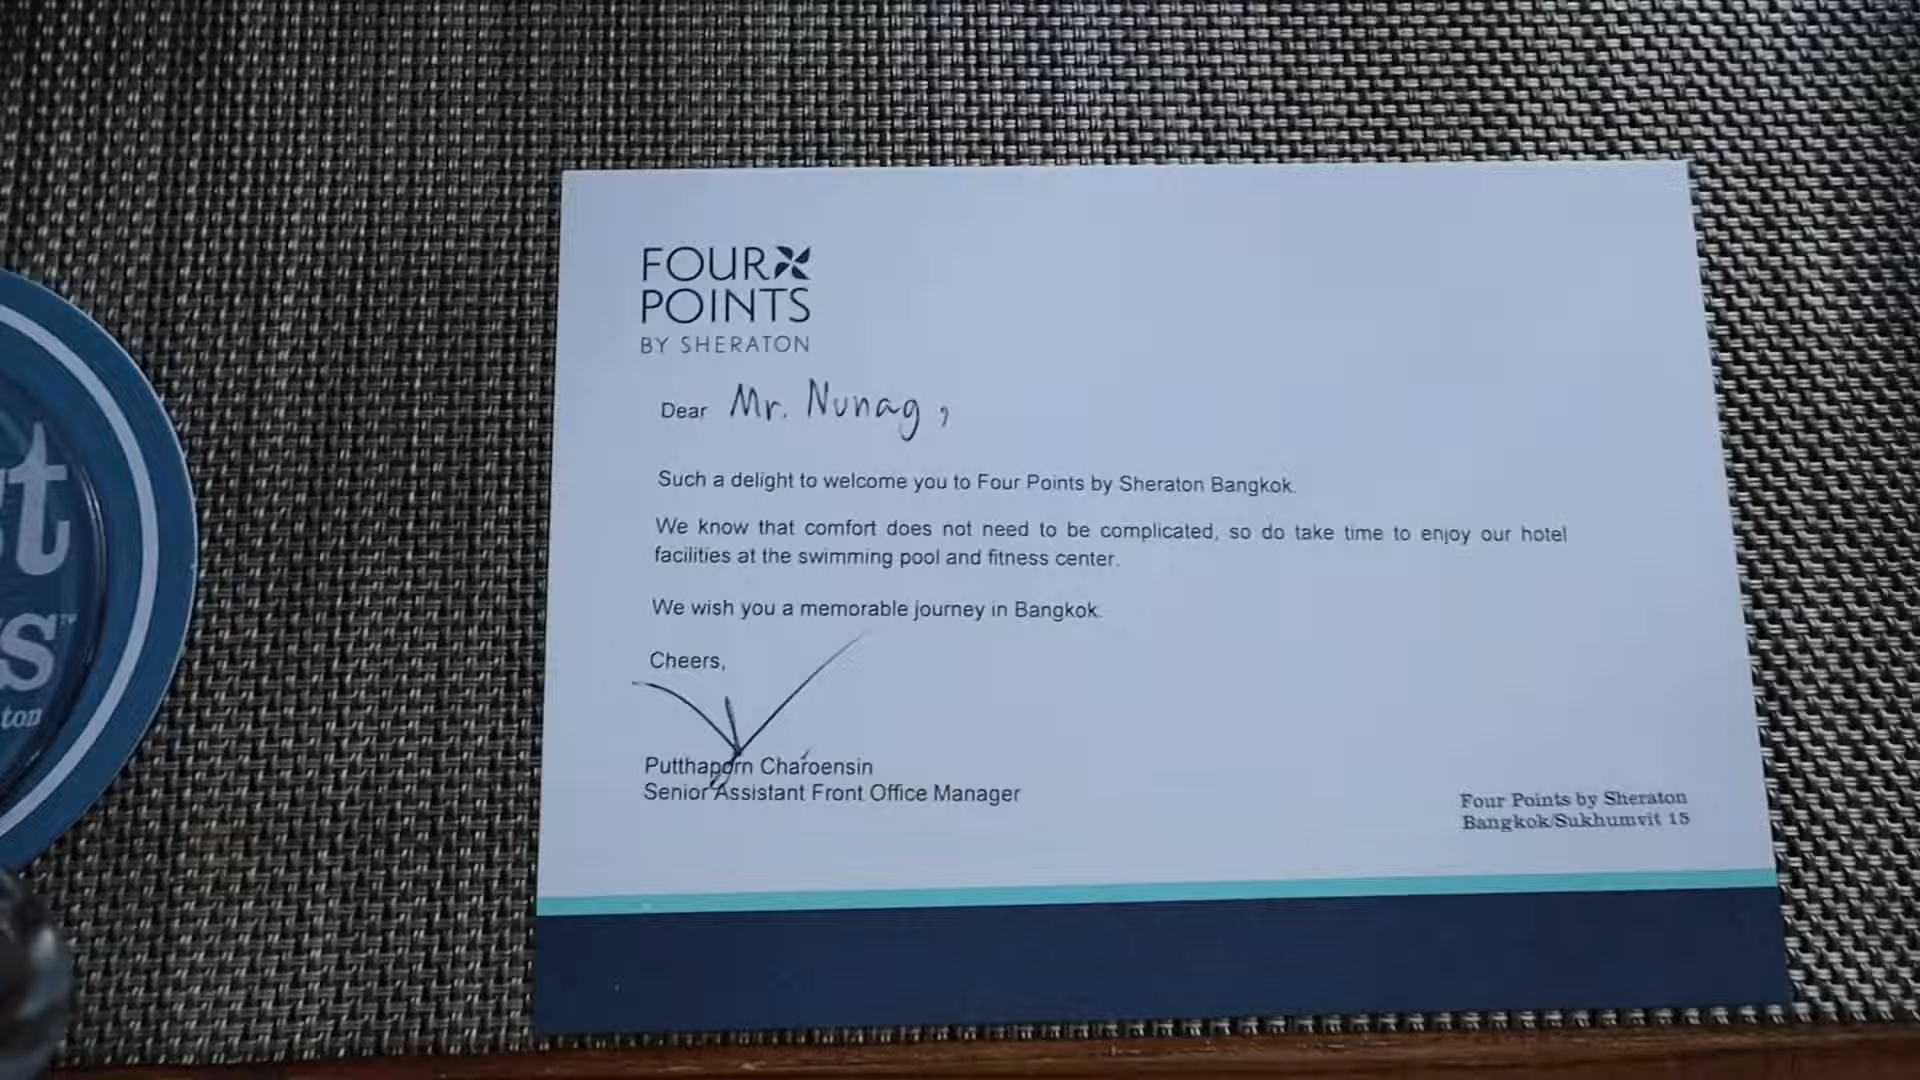 FOUR
POINTS
BY SHERATON
Dear Mr. Nunag,
Such a delight to welcome you to Four Points by Sheraton Bangkok.
We know that comfort does not need to be complicated, so do take time to enjoy our hotel
facilities at the swimming pool and fitness center.
We wish you a memorable journey in Bangkok.
Cheers,
Putthaporn Charoensin
Senior Assistant Front Office Manager
Four Points by Sheraton
Bangkok/Sukhumvit 15